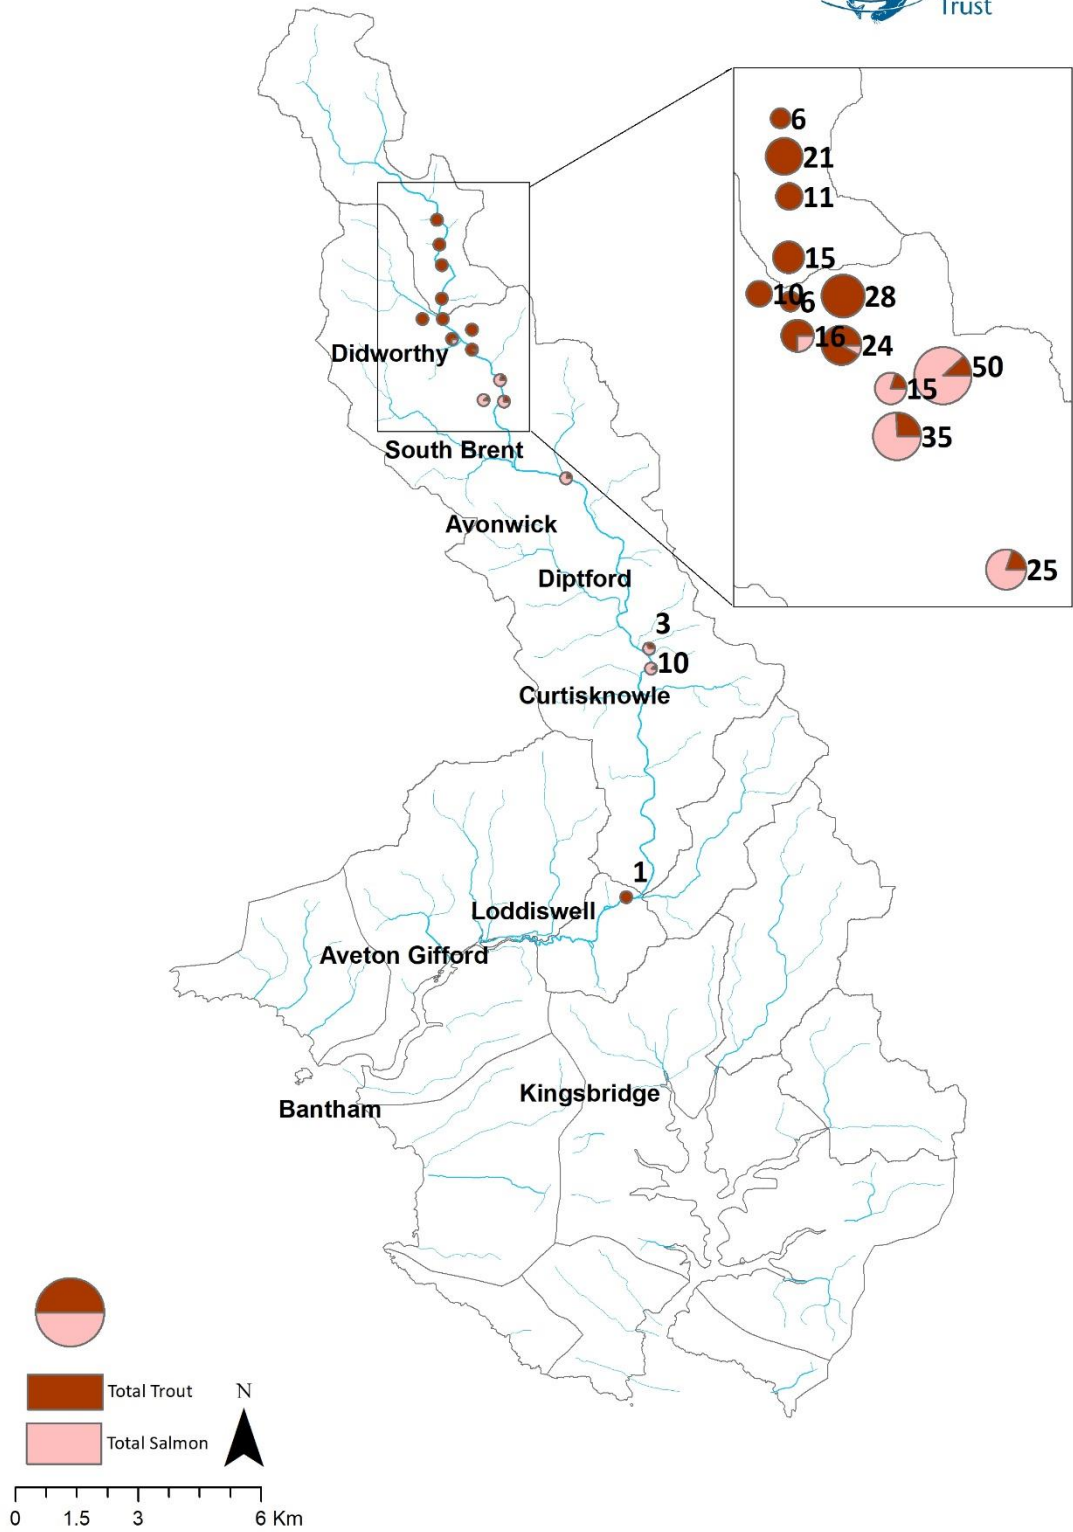 Trust
6
21
11
15
10
6
28
16
24
50
15
35
25
Didworthy
South Brent
Avonwick
Diptford
3
10
Curtisknowle
1
Loddiswell
Aveton Gifford
Kingsbridge
Bantham
Total Trout
N
Total Salmon
0 1.5 3 6 Km